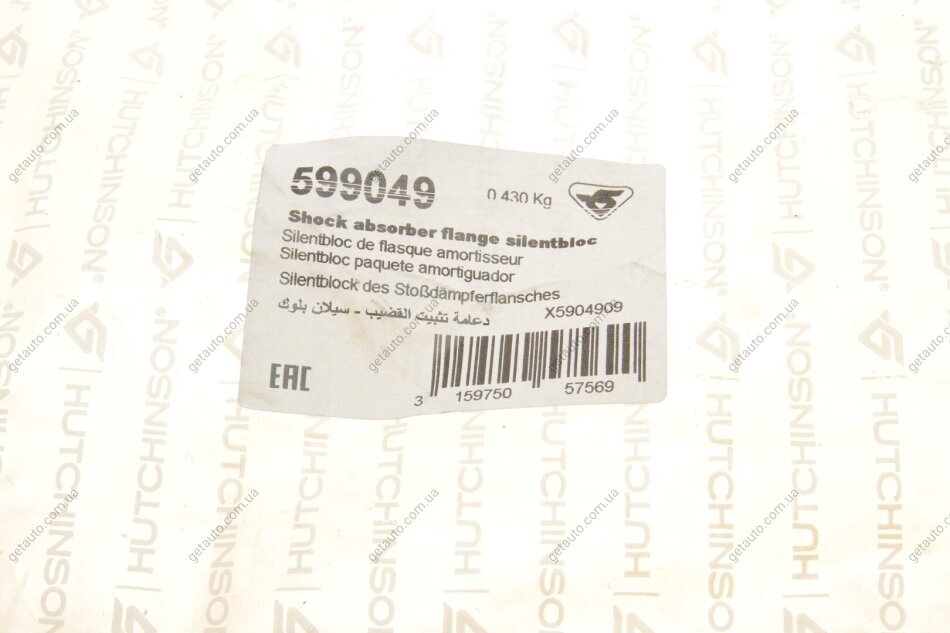 599049
0.430 Kg
Shock absorber flange silentbloc
Silentbloc de flasque amortisseur
Silentbloc paquete amortiguador
Silentblock des Stoßdämpferflansches
دعامة تثبيت القضيب - سيلان بلوك
X5904909
EAC
3 159750 57569
HUTCHINSON
getauto.com.ua